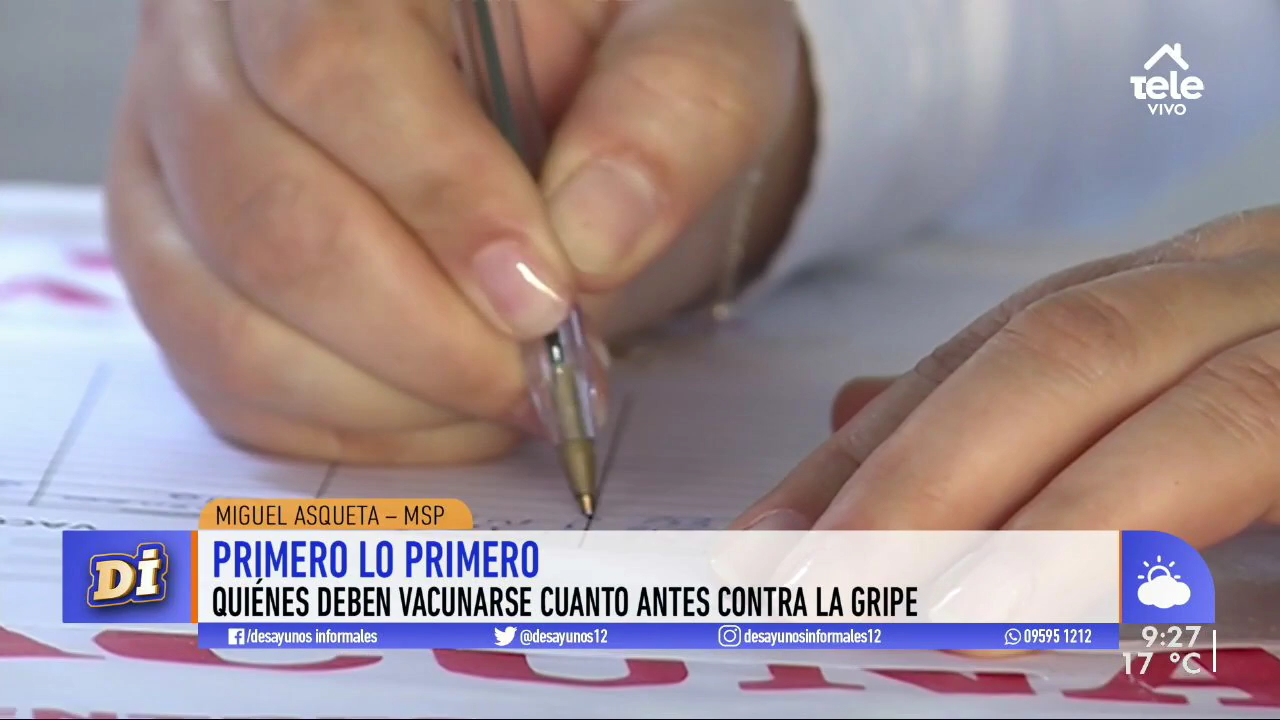 tele
VIVO
MIGUEL ASQUETA – MSP
Di
PRIMERO LO PRIMERO
QUIÉNES DEBEN VACUNARSE CUANTO ANTES CONTRA LA GRIPE
/desayunos informales
@desayunos12
desayunosinformales12
09595 1212
9:27
17 °C